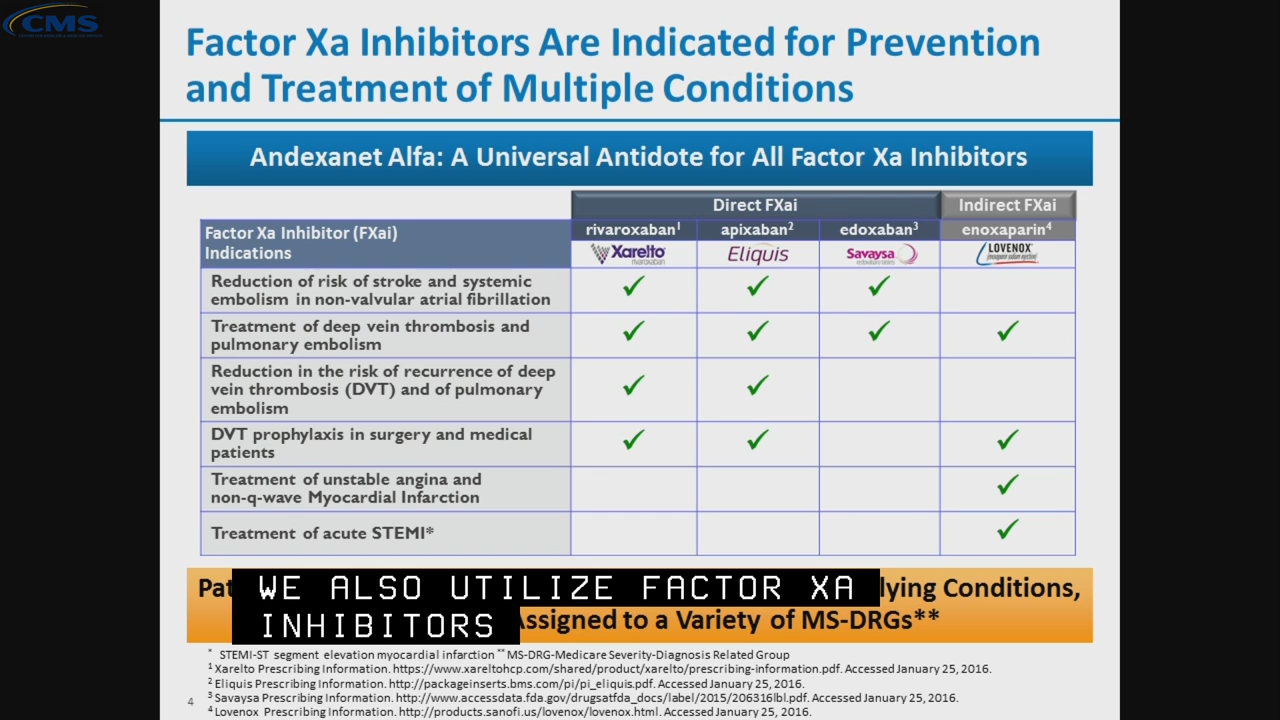 CMS
Factor Xa Inhibitors Are Indicated for Prevention
and Treatment of Multiple Conditions
Andexanet Alfa: A Universal Antidote for All Factor Xa Inhibitors
Direct FXai Indirect FXai
Factor Xa Inhibitor (FXai)
Indications
rivaroxaban¹ apixaban² edoxaban³ enoxaparin⁴
Xarelto Eliquis Savaysa LOVENOX
Reduction of risk of stroke and systemic
embolism in non-valvular atrial fibrillation ✓ ✓ ✓
Treatment of deep vein thrombosis and
pulmonary embolism ✓ ✓ ✓ ✓
Reduction in the risk of recurrence of deep
vein thrombosis (DVT) and of pulmonary
embolism ✓ ✓
DVT prophylaxis in surgery and medical
patients ✓ ✓ ✓
Treatment of unstable angina and
non-q-wave Myocardial Infarction ✓
Treatment of acute STEMI* ✓
WE ALSO UTILIZE FACTOR XA
INHIBITORS
Conditions,
Assigned to a Variety of MS-DRGs**
* STEMI-ST segment elevation myocardial infarction ** MS-DRG-Medicare Severity-Diagnosis Related Group
¹ Xarelto Prescribing Information. https://www.xareltohcp.com/shared/product/xarelto/prescribing-information.pdf. Accessed January 25, 2016.
² Eliquis Prescribing Information. http://packageinserts.bms.com/pi/pi_eliquis.pdf. Accessed January 25, 2016.
³ Savaysa Prescribing Information. http://www.accessdata.fda.gov/drugsatfda_docs/label/2015/206316lbl.pdf. Accessed January 25, 2016.
⁴ Lovenox Prescribing Information. http://products.sanofi.us/lovenox/lovenox.html. Accessed January 25, 2016.
4